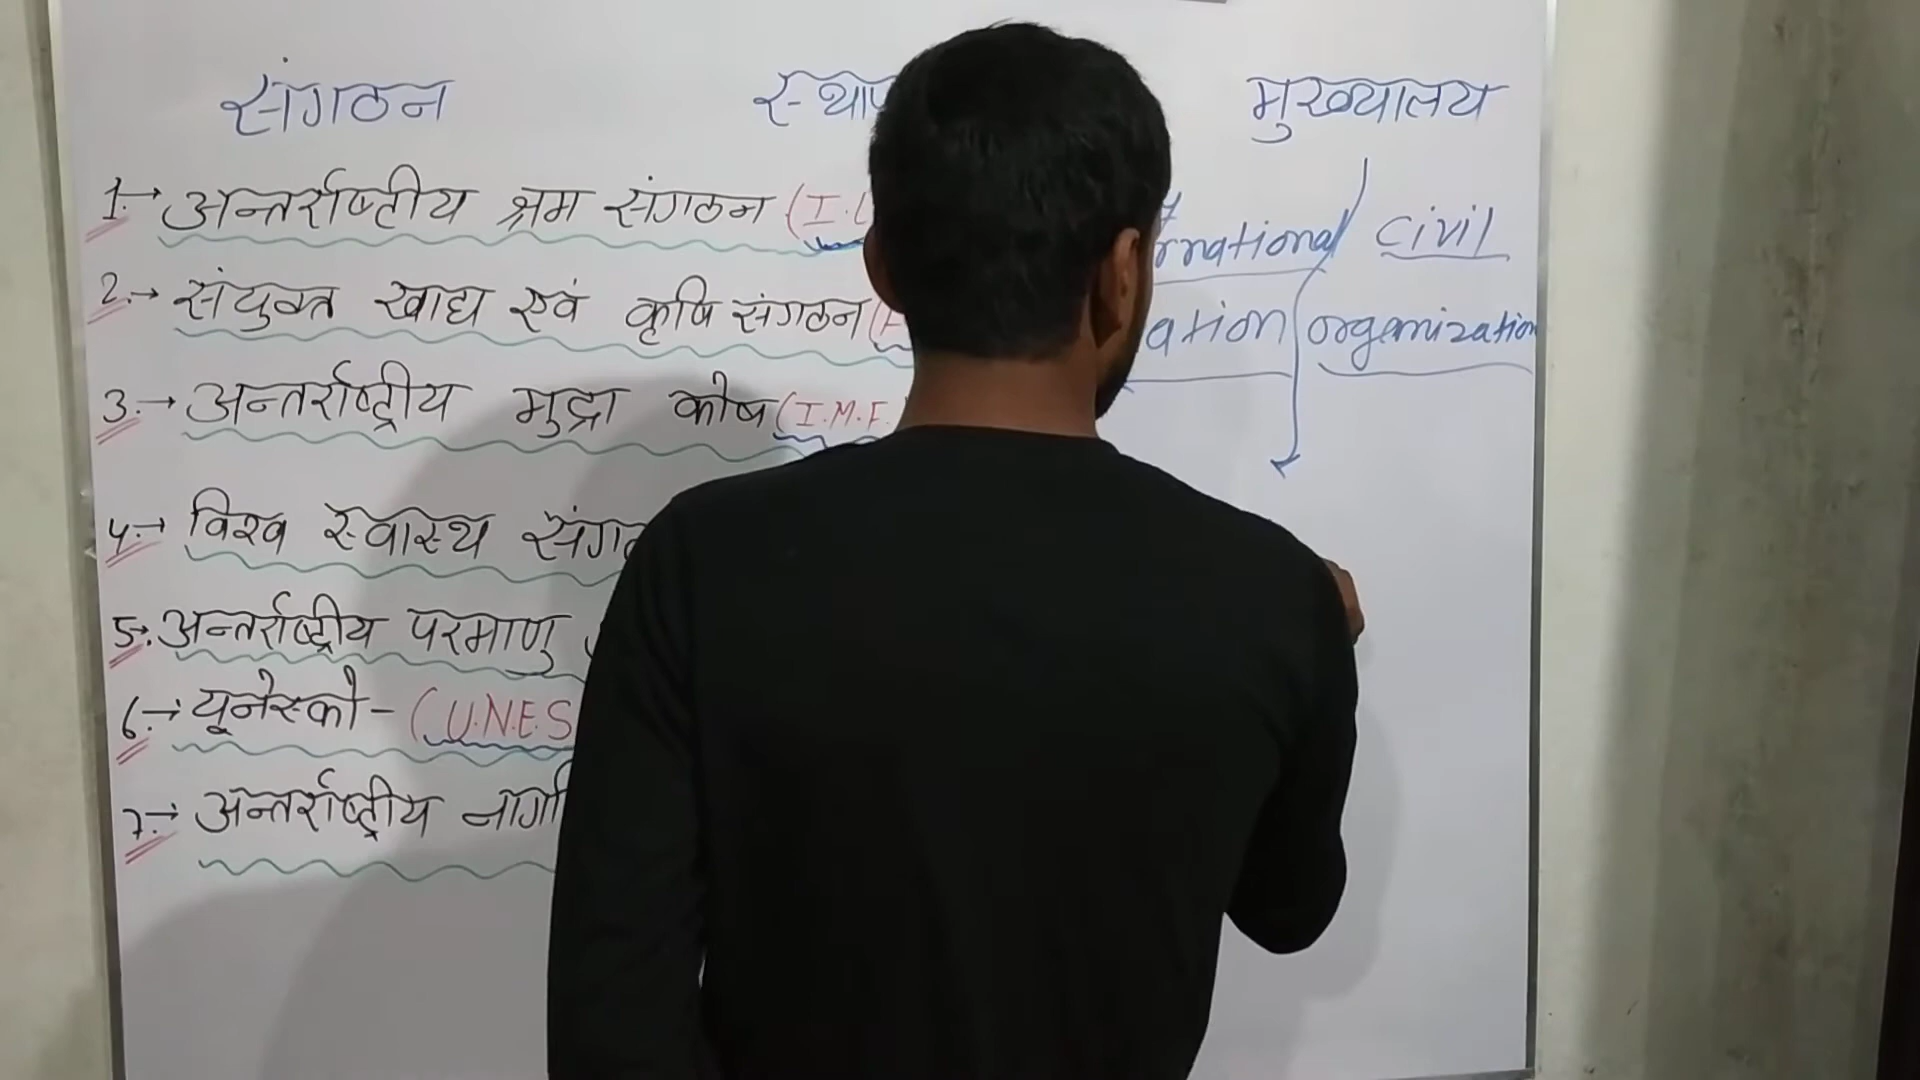 संगठन मुख्यालय
1.→ अन्तर्राष्टीय श्रम संगठन (I.L
2.→ संयुक्त खाद्य एवं कृषि संगठन (F
3.→ अन्तर्राष्ट्रीय मुद्रा कोष (I.M.F.
4.→ विश्व स्वास्थ्य
5→. अन्तर्राष्ट्रीय परमाणु
6.→ यूनेस्को - (U.N.E.S
7.→ अन्तर्राष्ट्रीय
rnational civil
ation organization